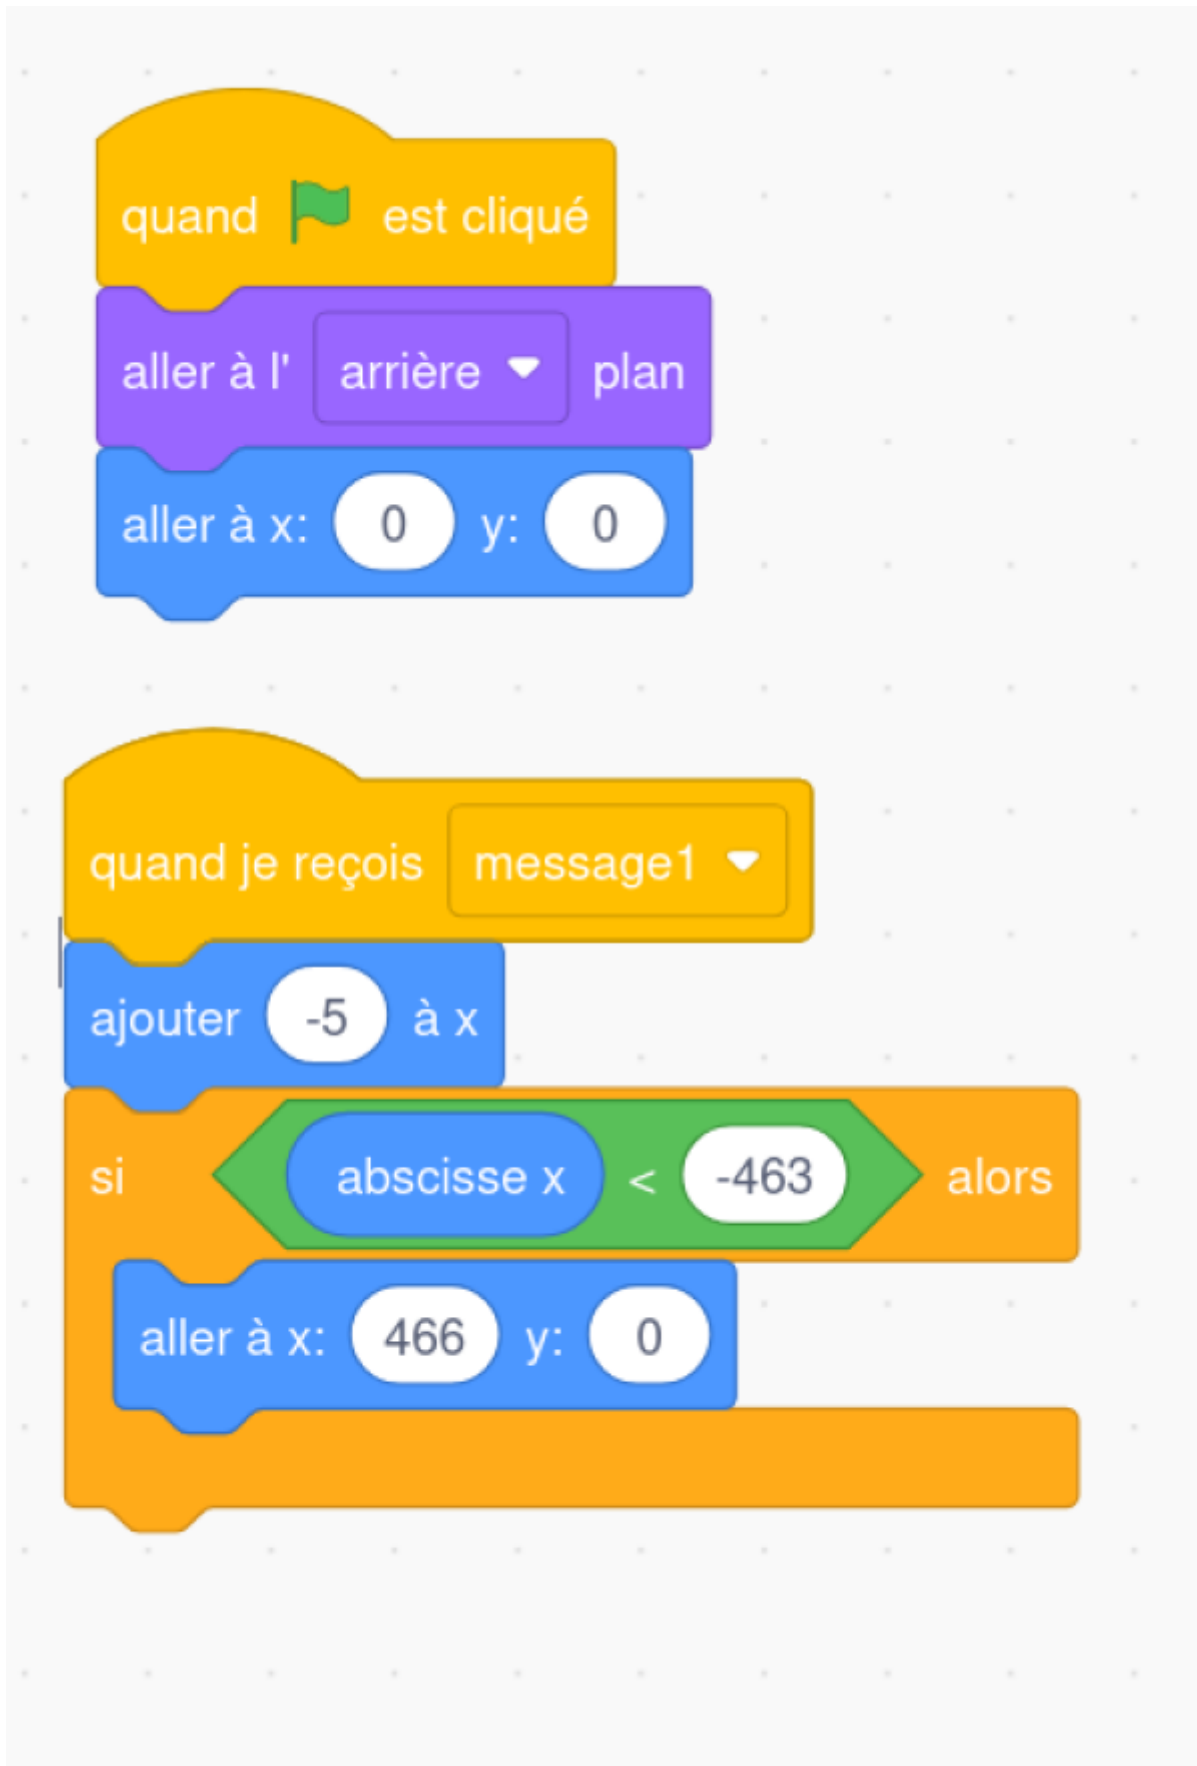 quand est cliqué
aller à l' arrière plan
aller à x: 0 y: 0
quand je reçois message1
ajouter -5 à x
si abscisse x < -463 alors
aller à x: 466 y: 0